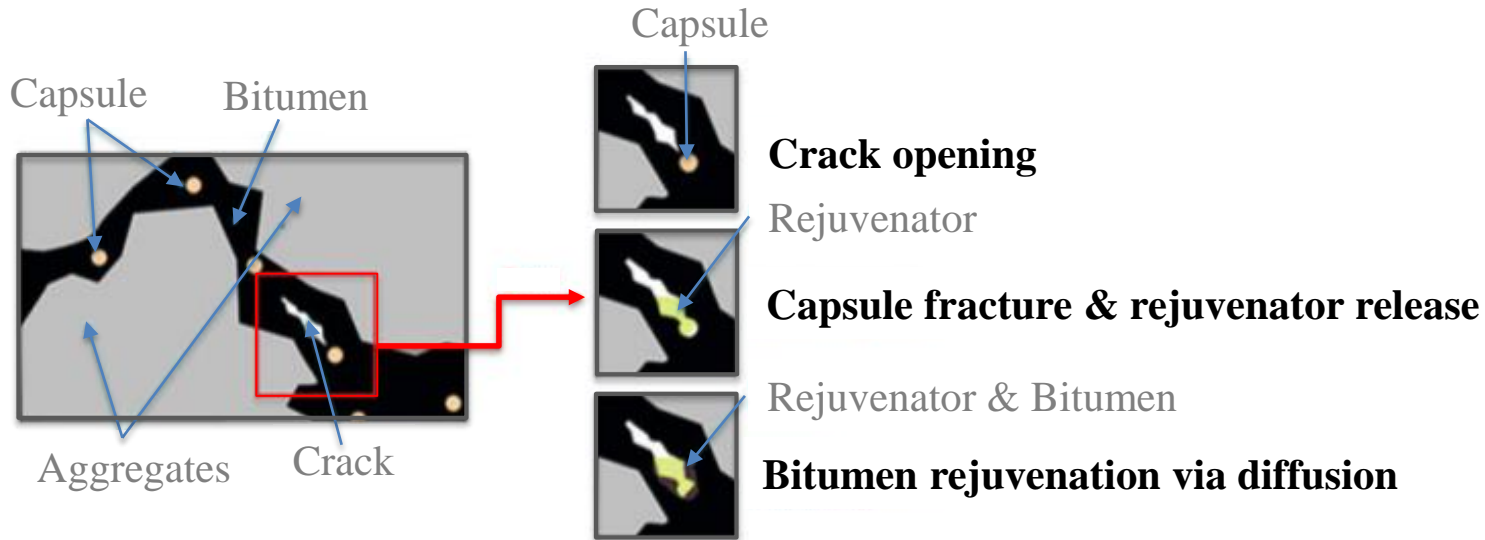 Capsule
Bitumen
Aggregates
Crack
Capsule
Crack opening
Rejuvenator
Capsule fracture & rejuvenator release
Rejuvenator & Bitumen
Bitumen rejuvenation via diffusion